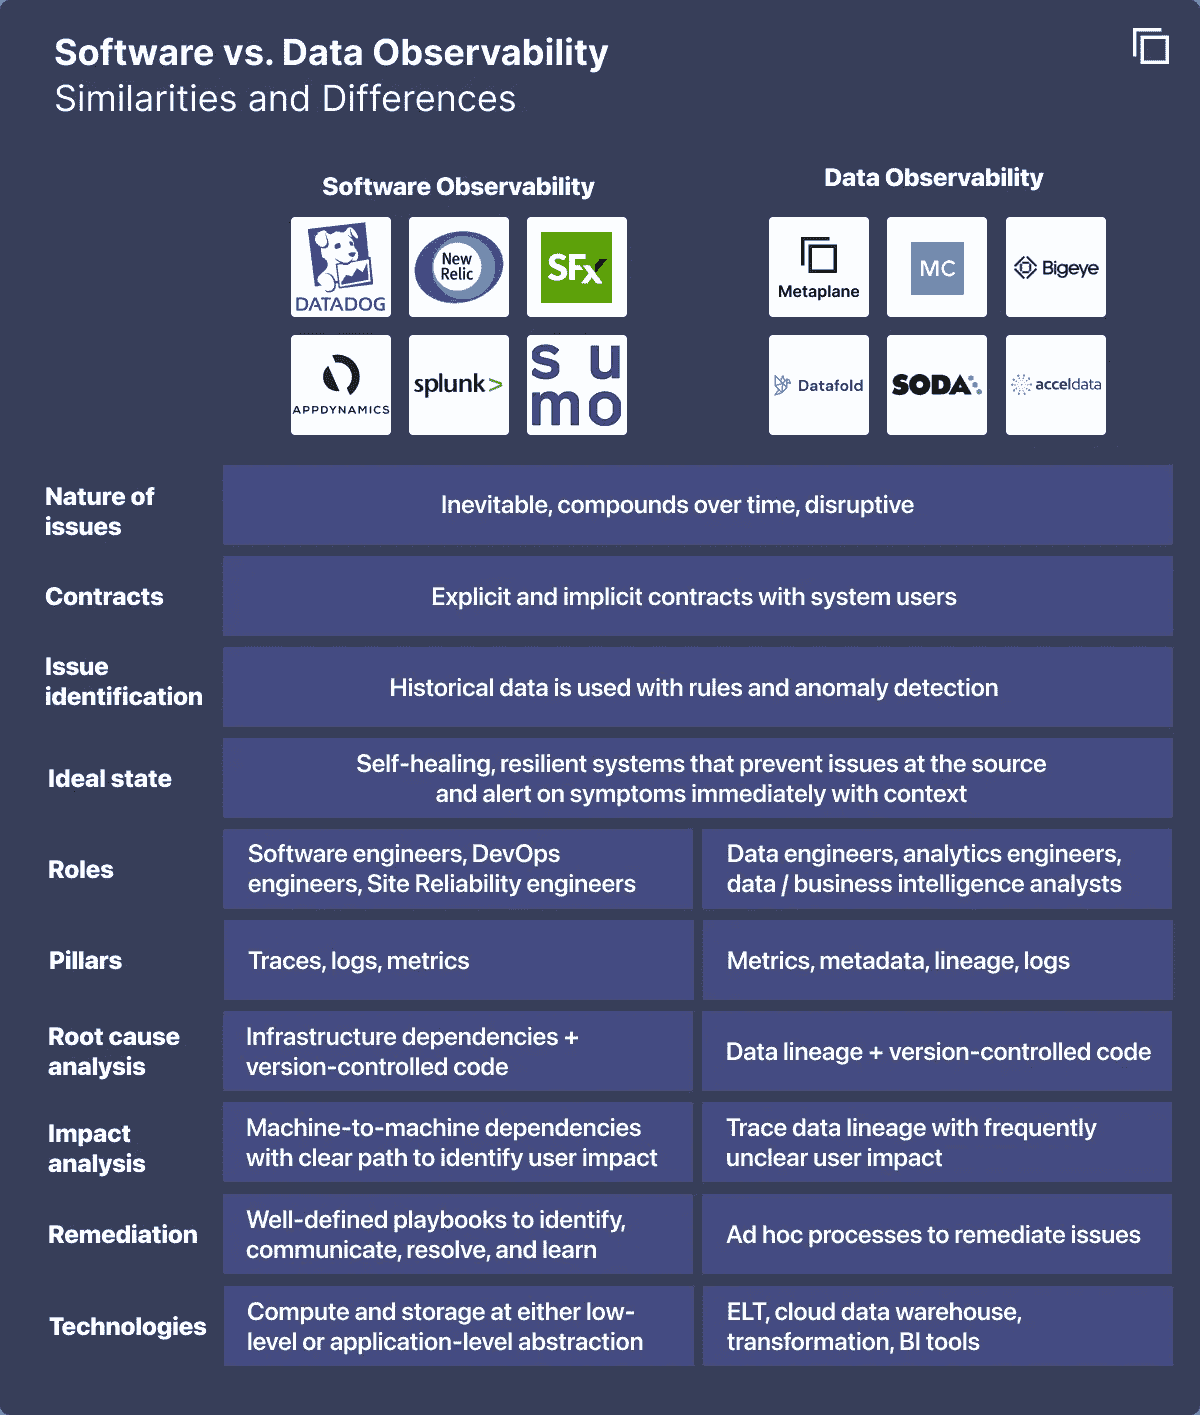 Software vs. Data Observability
Similarities and Differences
Software Observability
Data Observability
DATADOG
New
Relic
SFx
Metaplane
MC
Bigeye
APPDYNAMICS
splunk>
su
mo
Datafold
SODA
acceldata
Nature of
issues
Inevitable, compounds over time, disruptive
Contracts
Explicit and implicit contracts with system users
Issue
identification
Historical data is used with rules and anomaly detection
Ideal state
Self-healing, resilient systems that prevent issues at the source
and alert on symptoms immediately with context
Roles
Software engineers, DevOps
engineers, Site Reliability engineers
Data engineers, analytics engineers,
data / business intelligence analysts
Pillars
Traces, logs, metrics
Metrics, metadata, lineage, logs
Root cause
analysis
Infrastructure dependencies +
version-controlled code
Data lineage + version-controlled code
Impact
analysis
Machine-to-machine dependencies
with clear path to identify user impact
Trace data lineage with frequently
unclear user impact
Remediation
Well-defined playbooks to identify,
communicate, resolve, and learn
Ad hoc processes to remediate issues
Technologies
Compute and storage at either low-
level or application-level abstraction
ELT, cloud data warehouse,
transformation, BI tools